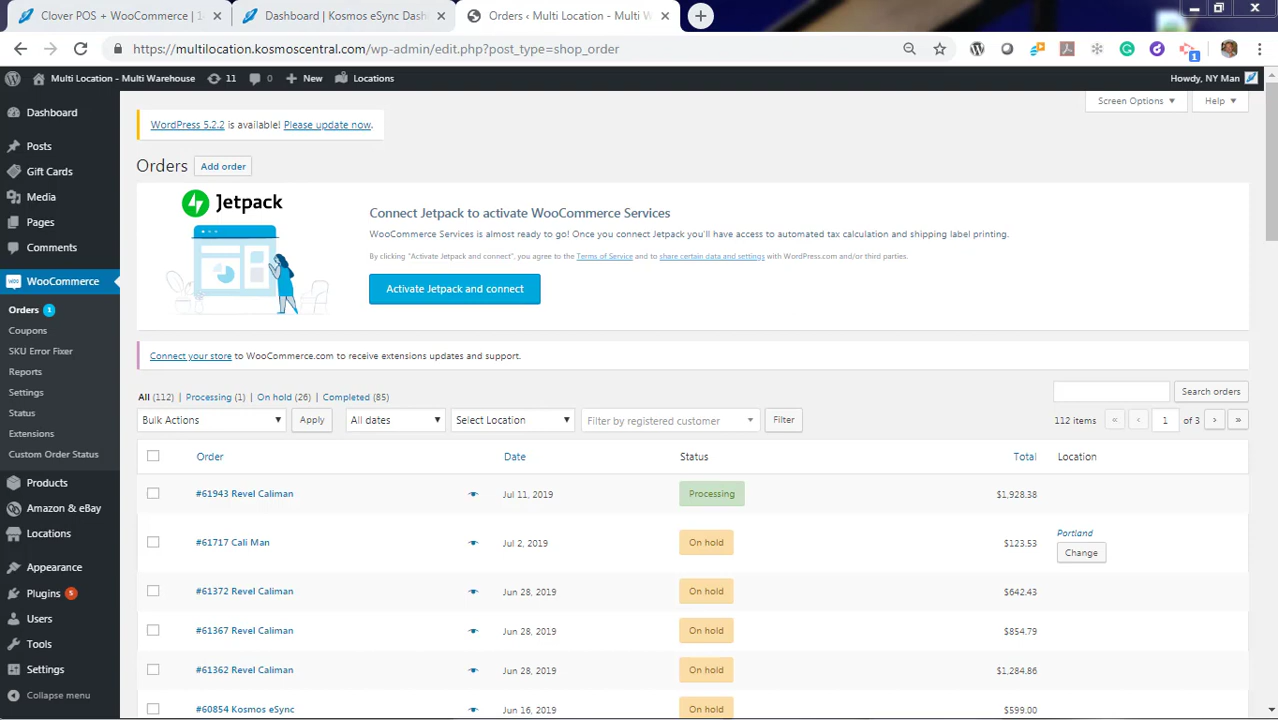 Clover POS + WooCommerce | 1
Dashboard | Kosmos eSync Dash
Orders ‹ Multi Location - Multi W
https://multilocation.kosmoscentral.com/wp-admin/edit.php?post_type=shop_order
1
Multi Location - Multi Warehouse
11
0
New
Locations
Howdy, NY Man
Dashboard
Posts
Gift Cards
Media
Pages
Comments
WooCommerce
Orders 1
Coupons
SKU Error Fixer
Reports
Settings
Status
Extensions
Custom Order Status
Products
Amazon & eBay
Locations
Appearance
Plugins 5
Users
Tools
Settings
Collapse menu
Screen Options ▼
Help ▼
WordPress 5.2.2 is available! Please update now.
Orders
Add order
Jetpack
Connect Jetpack to activate WooCommerce Services
WooCommerce Services is almost ready to go! Once you connect Jetpack you'll have access to automated tax calculation and shipping label printing.
By clicking "Activate Jetpack and connect", you agree to the Terms of Service and to share certain data and settings with WordPress.com and/or third parties.
Activate Jetpack and connect
Connect your store to WooCommerce.com to receive extensions updates and support.
All (112) | Processing (1) | On hold (26) | Completed (85)
Search orders
Bulk Actions
Apply
All dates
Select Location
Filter by registered customer
Filter
112 items « ‹ 1 of 3 › »
Order Date Status Total Location
#61943 Revel Caliman Jul 11, 2019 Processing $1,928.38
#61717 Cali Man Jul 2, 2019 On hold $123.53 Portland
Change
#61372 Revel Caliman Jun 28, 2019 On hold $642.43
#61367 Revel Caliman Jun 28, 2019 On hold $854.79
#61362 Revel Caliman Jun 28, 2019 On hold $1,284.86
#60854 Kosmos eSync Jun 16, 2019 On hold $599.00